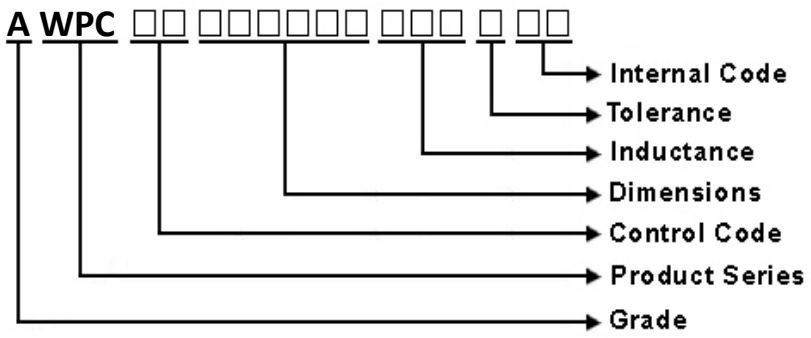 A WPC □□ □□□□□□ □□□ □ □□
Internal Code
Tolerance
Inductance
Dimensions
Control Code
Product Series
Grade